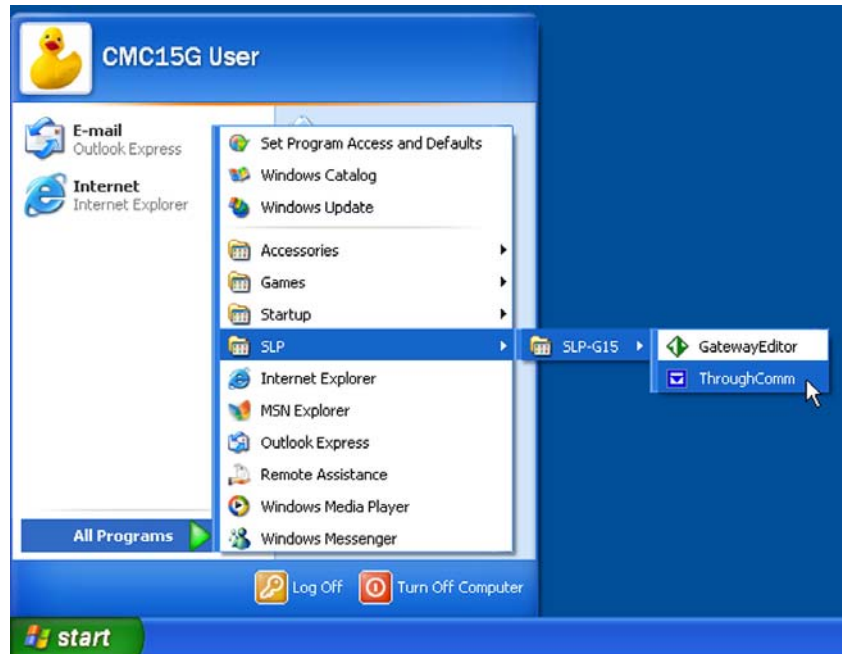 CMC15G User
E-mail
Outlook Express
Internet
Internet Explorer
Set Program Access and Defaults
Windows Catalog
Windows Update
Accessories
Games
Startup
SLP
SLP-G15
GatewayEditor
ThroughComm
Internet Explorer
MSN Explorer
Outlook Express
Remote Assistance
Windows Media Player
Windows Messenger
All Programs
Log Off
Turn Off Computer
start